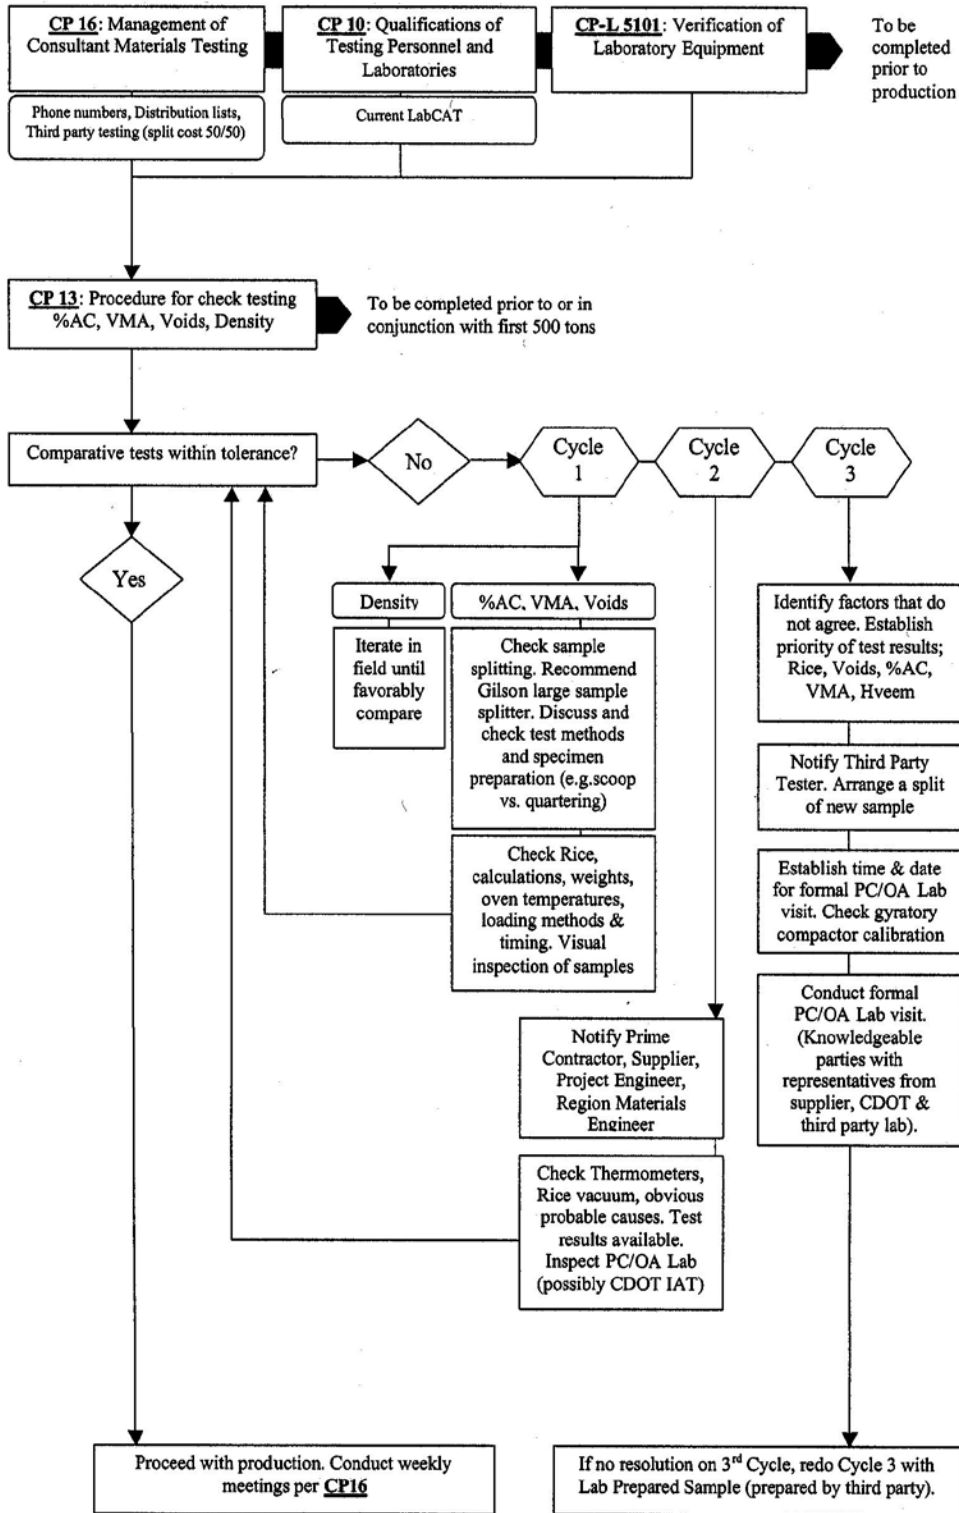 CP 16: Management of
Consultant Materials Testing
Phone numbers, Distribution lists,
Third party testing (split cost 50/50)
CP 10: Qualifications of
Testing Personnel and
Laboratories
Current LabCAT
CP-L 5101: Verification of
Laboratory Equipment
To be
completed
prior to
production
CP 13: Procedure for check testing
%AC, VMA, Voids, Density
To be completed prior to or in
conjunction with first 500 tons
Comparative tests within tolerance?
No
Cycle
1
Cycle
2
Cycle
3
Yes
Density
Iterate in
field until
favorably
compare
%AC, VMA, Voids
Check sample
splitting. Recommend
Gilson large sample
splitter. Discuss and
check test methods
and specimen
preparation (e.g.scoop
vs. quartering)
Check Rice,
calculations, weights,
oven temperatures,
loading methods &
timing. Visual
inspection of samples
Notify Prime
Contractor, Supplier,
Project Engineer,
Region Materials
Engineer
Check Thermometers,
Rice vacuum, obvious
probable causes. Test
results available.
Inspect PC/OA Lab
(possibly CDOT IAT)
Identify factors that do
not agree. Establish
priority of test results;
Rice, Voids, %AC,
VMA, Hveem
Notify Third Party
Tester. Arrange a split
of new sample
Establish time & date
for formal PC/OA Lab
visit. Check gyratory
compactor calibration
Conduct formal
PC/OA Lab visit.
(Knowledgeable
parties with
representatives from
supplier, CDOT &
third party lab).
Proceed with production. Conduct weekly
meetings per CP16
If no resolution on 3rd Cycle, redo Cycle 3 with
Lab Prepared Sample (prepared by third party).